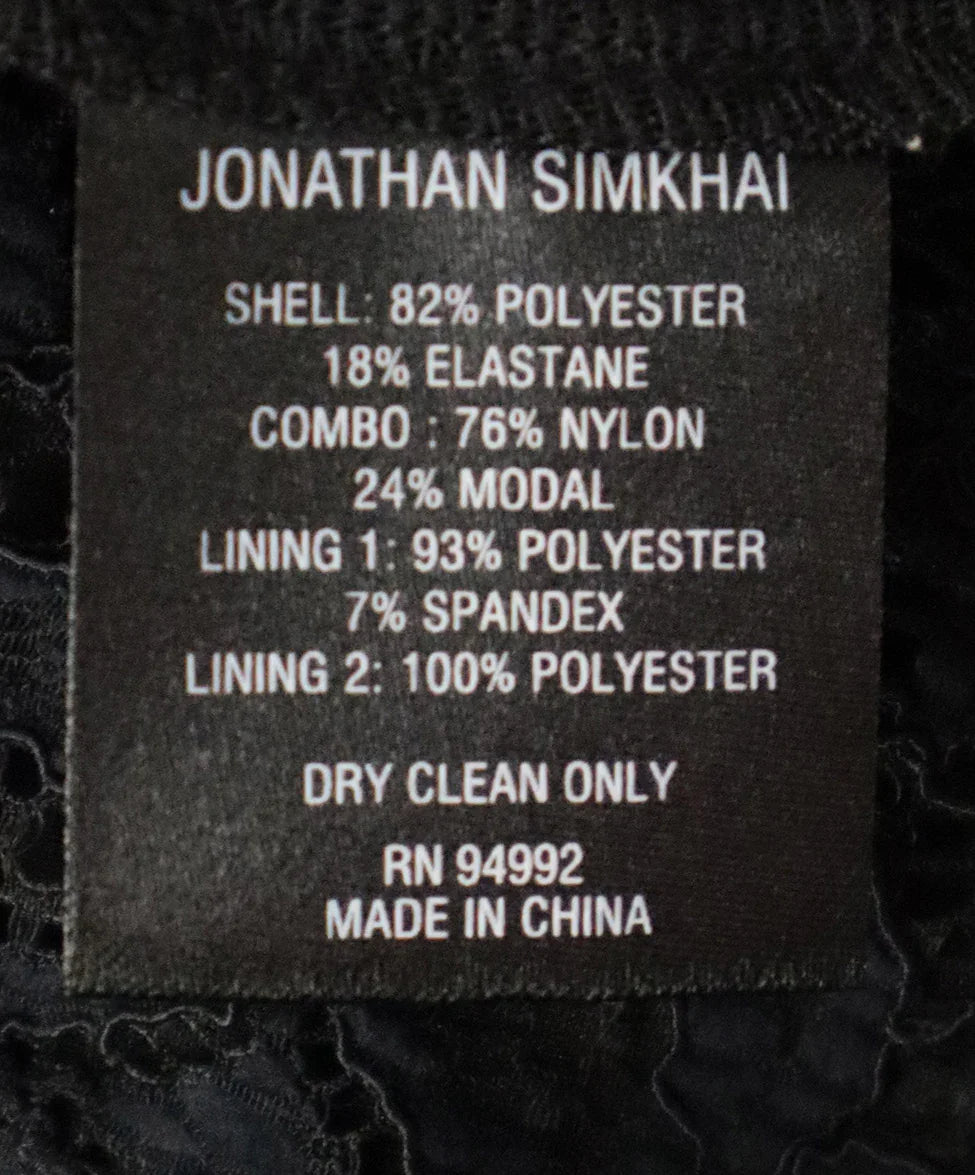 JONATHAN SIMKHAI
SHELL: 82% POLYESTER
18% ELASTANE
COMBO : 76% NYLON
24% MODAL
LINING 1: 93% POLYESTER
7% SPANDEX
LINING 2: 100% POLYESTER
DRY CLEAN ONLY
RN 94992
MADE IN CHINA